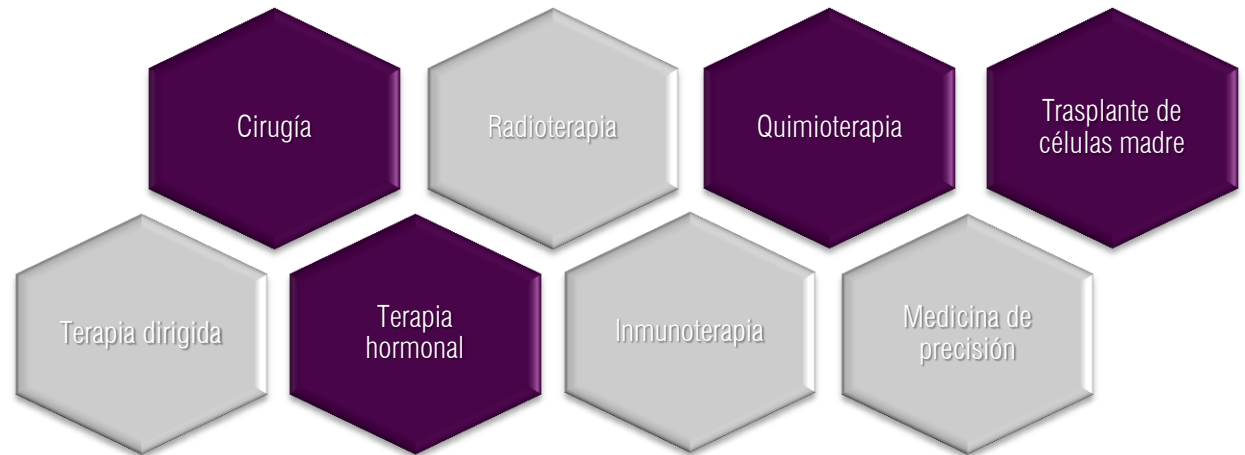 Cirugía
Radioterapia
Quimioterapia
Trasplante de
células madre
Terapia dirigida
Terapia
hormonal
Inmunoterapia
Medicina de
precisión